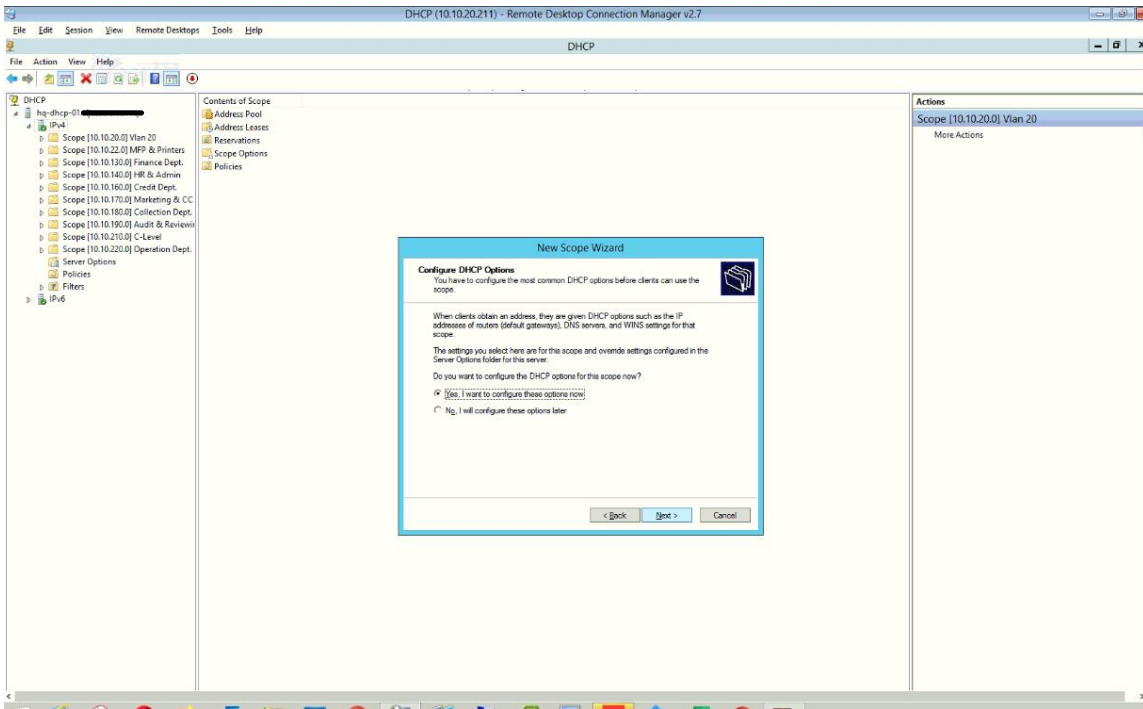 DHCP (10.10.20.211) - Remote Desktop Connection Manager v2.7
File Edit Session View Remote Desktops Tools Help
DHCP
File Action View Help
DHCP
hq-dhcp-01
IPv4
Scope [10.10.20.0] Vlan 20
Scope [10.10.22.0] MFP & Printers
Scope [10.10.130.0] Finance Dept.
Scope [10.10.140.0] HR & Admin
Scope [10.10.160.0] Credit Dept.
Scope [10.10.170.0] Marketing & CC
Scope [10.10.180.0] Collection Dept.
Scope [10.10.190.0] Audit & Reviewin
Scope [10.10.210.0] C-Level
Scope [10.10.220.0] Operation Dept.
Server Options
Policies
Filters
IPv6
Contents of Scope
Address Pool
Address Leases
Reservations
Scope Options
Policies
New Scope Wizard
Configure DHCP Options
You have to configure the most common DHCP options before clients can use the
scope.
When clients obtain an address, they are given DHCP options such as the IP
addresses of routers (default gateways), DNS servers, and WINS settings for that
scope.
The settings you select here are for this scope and override settings configured in the
Server Options folder for this server.
Do you want to configure the DHCP options for this scope now?
Yes, I want to configure these options now
No, I will configure these options later
< Back Next > Cancel
Actions
Scope [10.10.20.0] Vlan 20
More Actions